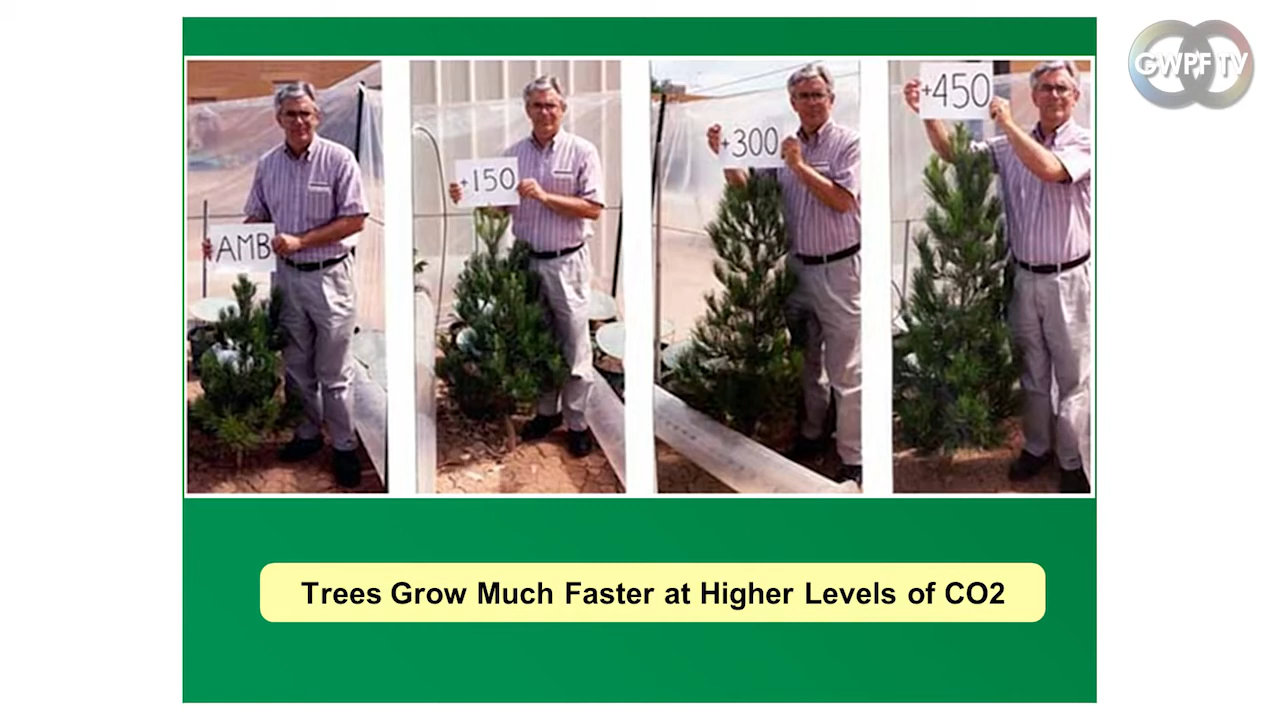 GWPF TV
AMB
+150
+300
+450
Trees Grow Much Faster at Higher Levels of CO2